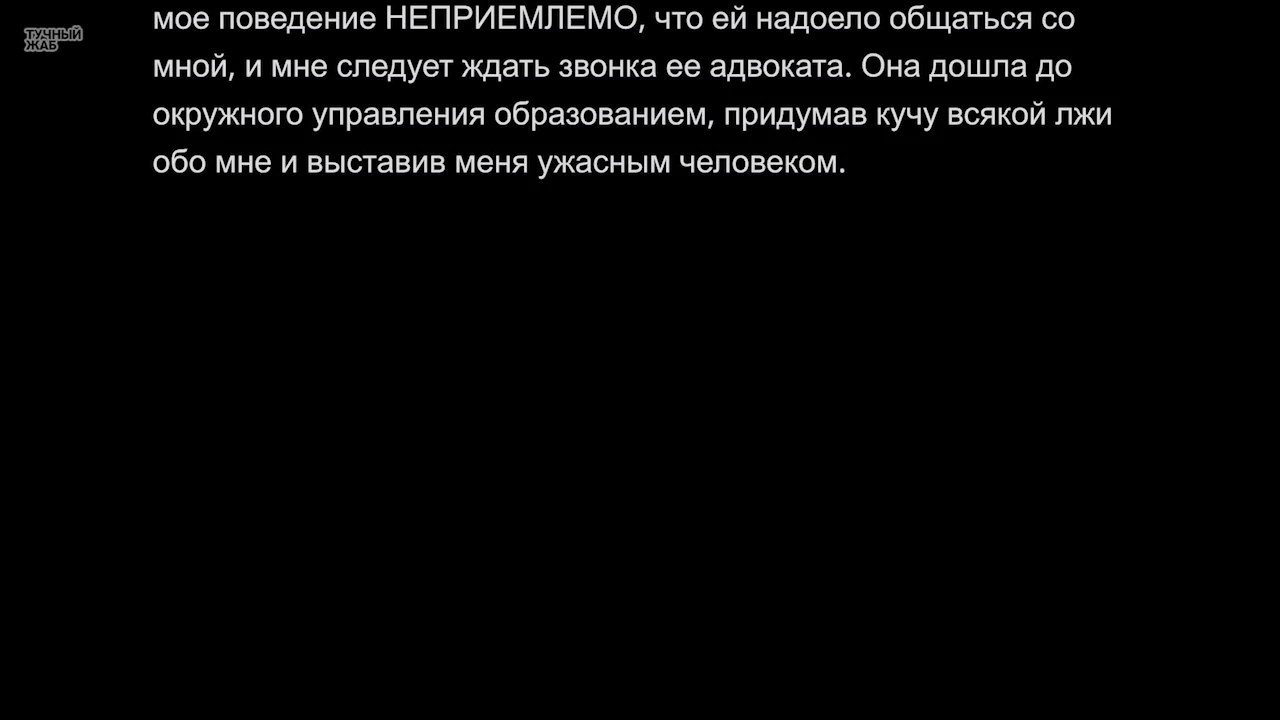 ТУЧНЫЙ
ЖАБ
мое поведение НЕПРИЕМЛЕМО, что ей надоело общаться со
мной, и мне следует ждать звонка ее адвоката. Она дошла до
окружного управления образованием, придумав кучу всякой лжи
обо мне и выставив меня ужасным человеком.